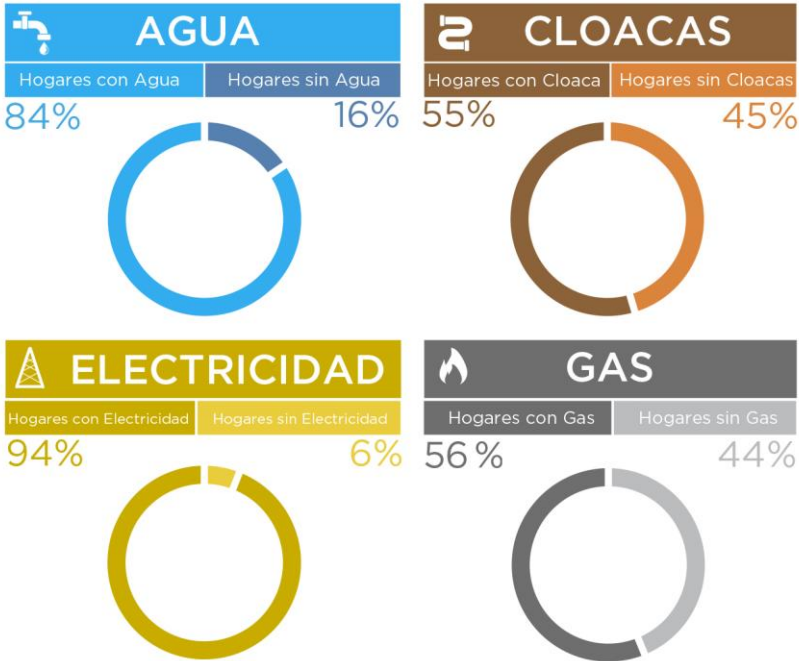 AGUA
Hogares con Agua Hogares sin Agua
84% 16%
CLOACAS
Hogares con Cloaca Hogares sin Cloacas
55% 45%
ELECTRICIDAD
Hogares con Electricidad Hogares sin Electricidad
94% 6%
GAS
Hogares con Gas Hogares sin Gas
56 % 44%